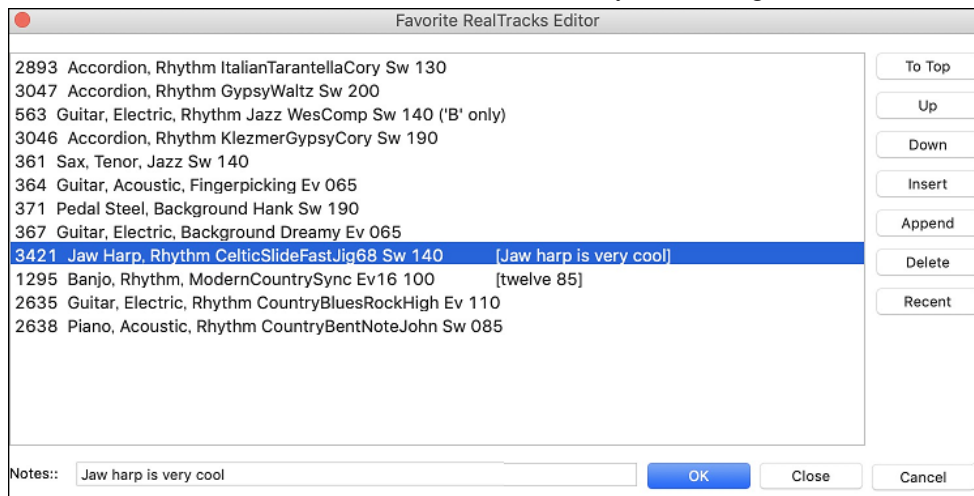 Favorite RealTracks Editor
2893 Accordion, Rhythm ItalianTarantellaCory Sw 130
3047 Accordion, Rhythm GypsyWaltz Sw 200
563 Guitar, Electric, Rhythm Jazz WesComp Sw 140 ('B' only)
3046 Accordion, Rhythm KlezmerGypsyCory Sw 190
361 Sax, Tenor, Jazz Sw 140
364 Guitar, Acoustic, Fingerpicking Ev 065
371 Pedal Steel, Background Hank Sw 190
367 Guitar, Electric, Background Dreamy Ev 065
3421 Jaw Harp, Rhythm CelticSlideFastJig68 Sw 140 [Jaw harp is very cool]
1295 Banjo, Rhythm, ModernCountrySync Ev16 100 [twelve 85]
2635 Guitar, Electric, Rhythm CountryBluesRockHigh Ev 110
2638 Piano, Acoustic, Rhythm CountryBentNoteJohn Sw 085
To Top
Up
Down
Insert
Append
Delete
Recent
Notes:: Jaw harp is very cool
OK
Close
Cancel